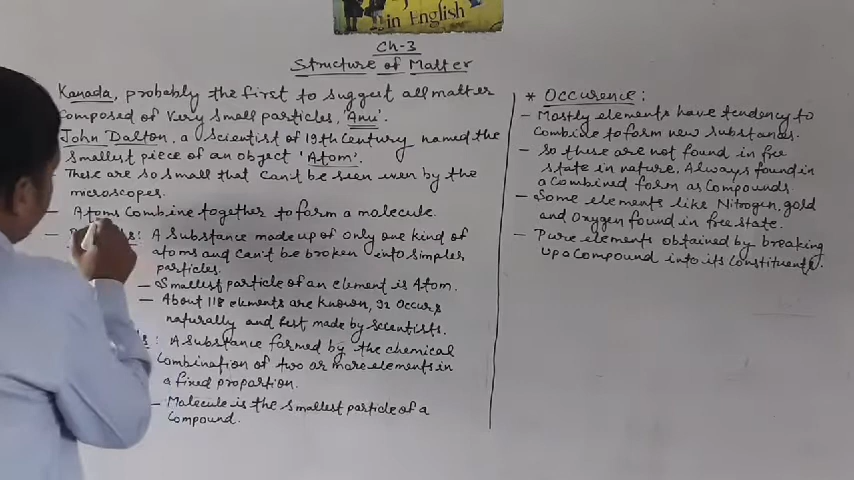 in English
Ch-3
Structure of Matter
Kanada, probably the first to suggest all matter
composed of very small particles, 'Anu'.
John Dalton, a scientist of 19th Century named the
smallest piece of an object 'Atom'.
These are so small that can't be seen even by the
microscopes.
- Atoms Combine together to form a molecule.
- : A Substance made up of only one kind of
atoms and can't be broken into simpler
particles.
- Smallest particle of an element is Atom.
- About 118 elements are known, 92 occurs
naturally and rest made by scientists.
: A substance formed by the chemical
Combination of two or more elements in
a fixed proportion.
- Molecule is the smallest particle of a
Compound.
* Occurence :
- Mostly elements have tendency to
Combine to form new substances.
- So these are not found in free
state in nature. Always found in
a Combined form as Compounds
- Some elements like Nitrogen, gold
and Oxygen found in free state.
- Pure elements obtained by breaking
up a Compound into its Constituents.